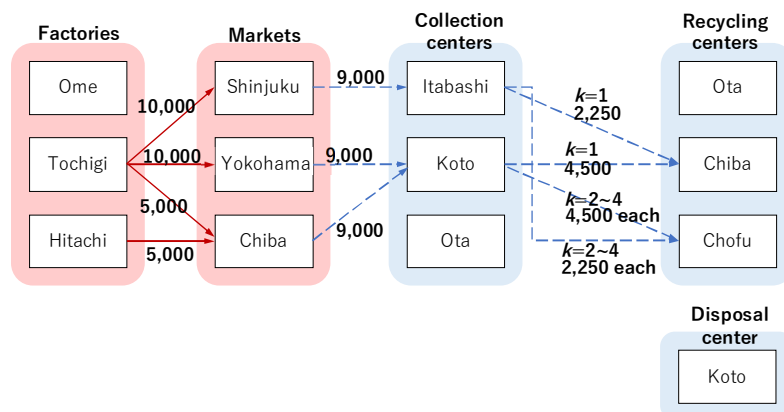 Factories
Markets
Collection
centers
Recycling
centers
Ome
Shinjuku
9,000
Itabashi
k=1
2,250
Ota
10,000
Tochigi
10,000
Yokohama
9,000
Koto
k=1
4,500
Chiba
5,000
k=2~4
4,500 each
Hitachi
5,000
Chiba
9,000
Ota
k=2~4
2,250 each
Chofu
Disposal
center
Koto